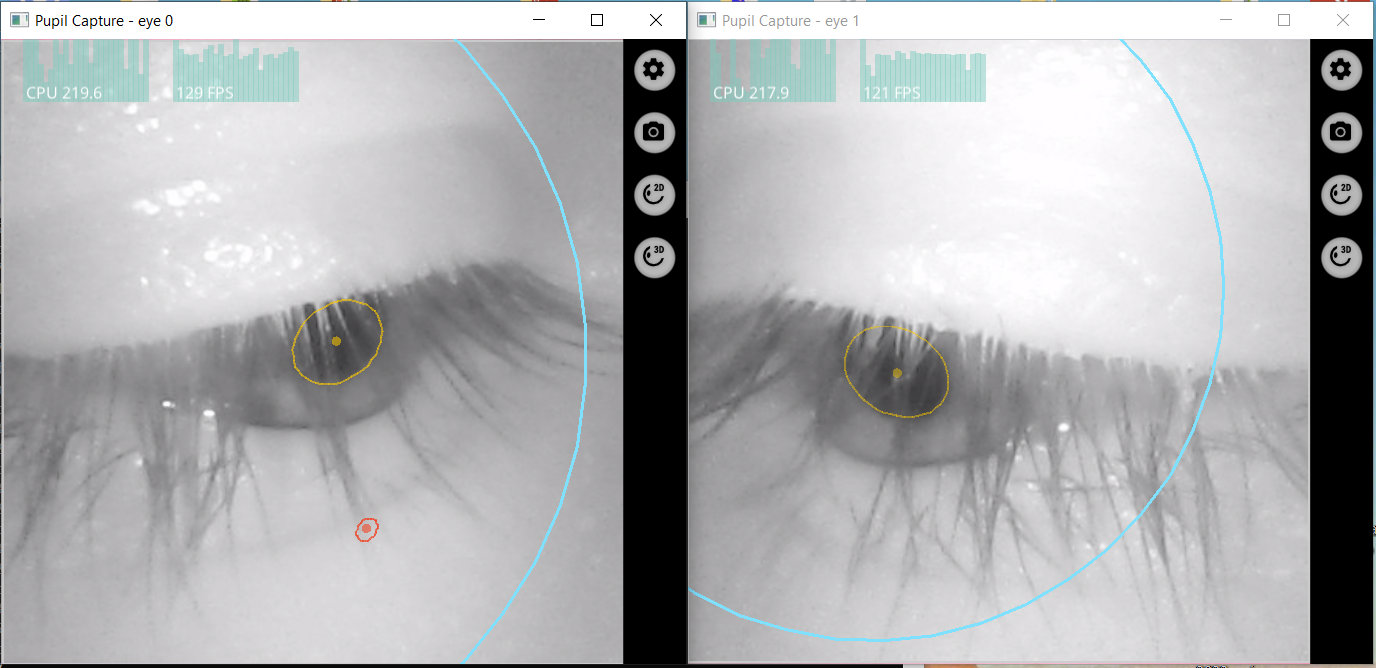 Pupil Capture - eye 0
Pupil Capture - eye 1
CPU 219.6
129 FPS
CPU 217.9
121 FPS
2D
2D
3D
3D